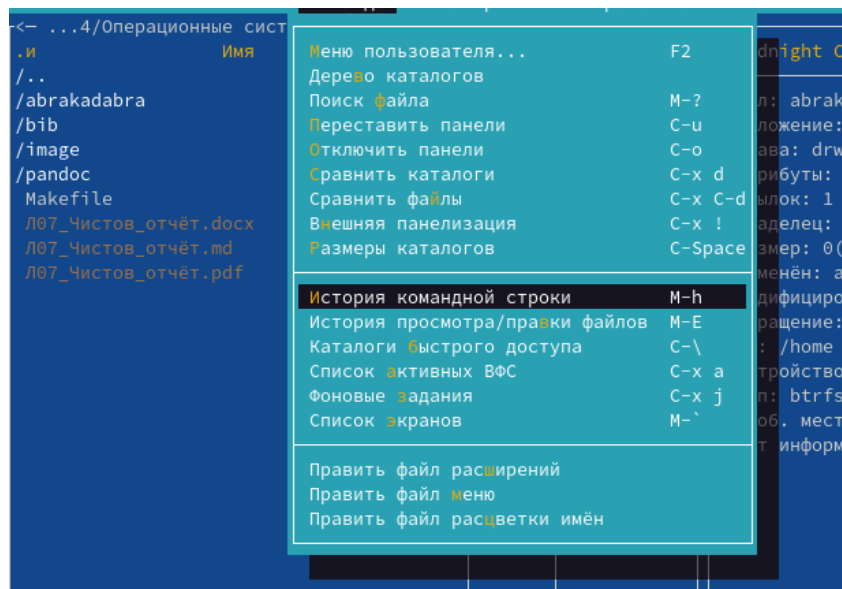 <— ...4/Операционные сист
.и Имя
/..
/abrakadabra
/bib
/image
/pandoc
Makefile
Л07_Чистов_отчёт.docx
Л07_Чистов_отчёт.md
Л07_Чистов_отчёт.pdf
Меню пользователя... F2
Дерево каталогов
Поиск файла M-?
Переставить панели C-u
Отключить панели C-o
Сравнить каталоги C-x d
Сравнить файлы C-x C-d
Внешняя панелизация C-x !
Размеры каталогов C-Space
История командной строки M-h
История просмотра/правки файлов M-E
Каталоги быстрого доступа C-\
Список активных ВФС C-x a
Фоновые задания C-x j
Список экранов M-`
Править файл расширений
Править файл меню
Править файл расцветки имён
dnight C
л: abrak
ложение:
ава: drw
рибуты:
ылок: 1
аделец:
змер: 0(
менён: a
дифициро
ращение:
: /home
тройство
п: btrfs
об. мест
т информ